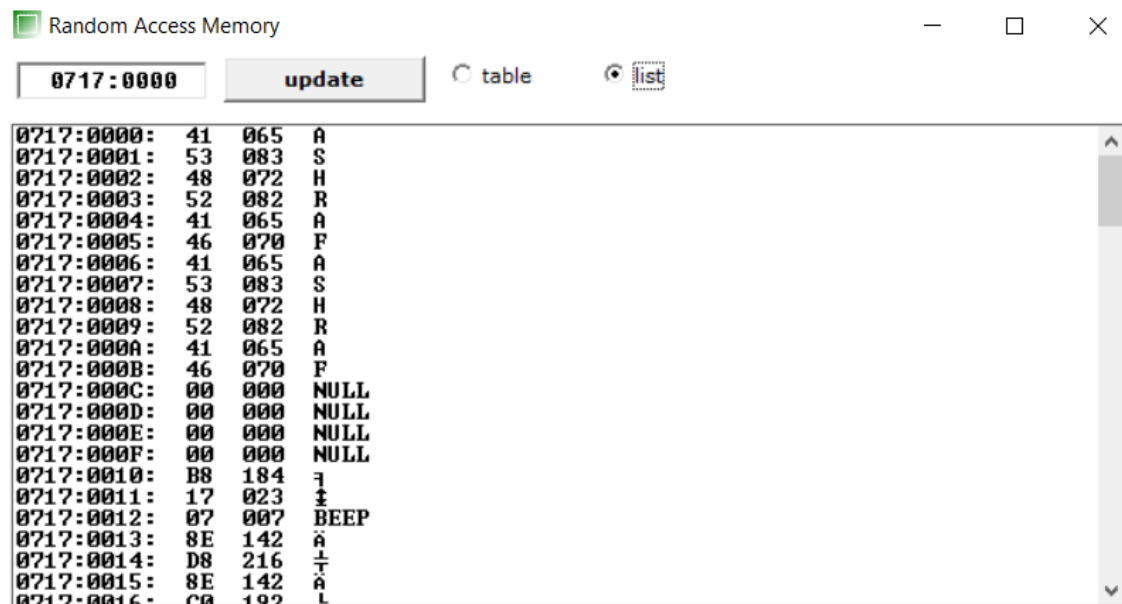 Random Access Memory
0717:0000 update table list
0717:0000: 41 065 A
0717:0001: 53 083 S
0717:0002: 48 072 H
0717:0003: 52 082 R
0717:0004: 41 065 A
0717:0005: 46 070 F
0717:0006: 41 065 A
0717:0007: 53 083 S
0717:0008: 48 072 H
0717:0009: 52 082 R
0717:000A: 41 065 A
0717:000B: 46 070 F
0717:000C: 00 000 NULL
0717:000D: 00 000 NULL
0717:000E: 00 000 NULL
0717:000F: 00 000 NULL
0717:0010: B8 184 ╕
0717:0011: 17 023 ↨
0717:0012: 07 007 BEEP
0717:0013: 8E 142 Ä
0717:0014: D8 216 ╪
0717:0015: 8E 142 Ä
0717:0016: C0 192 └